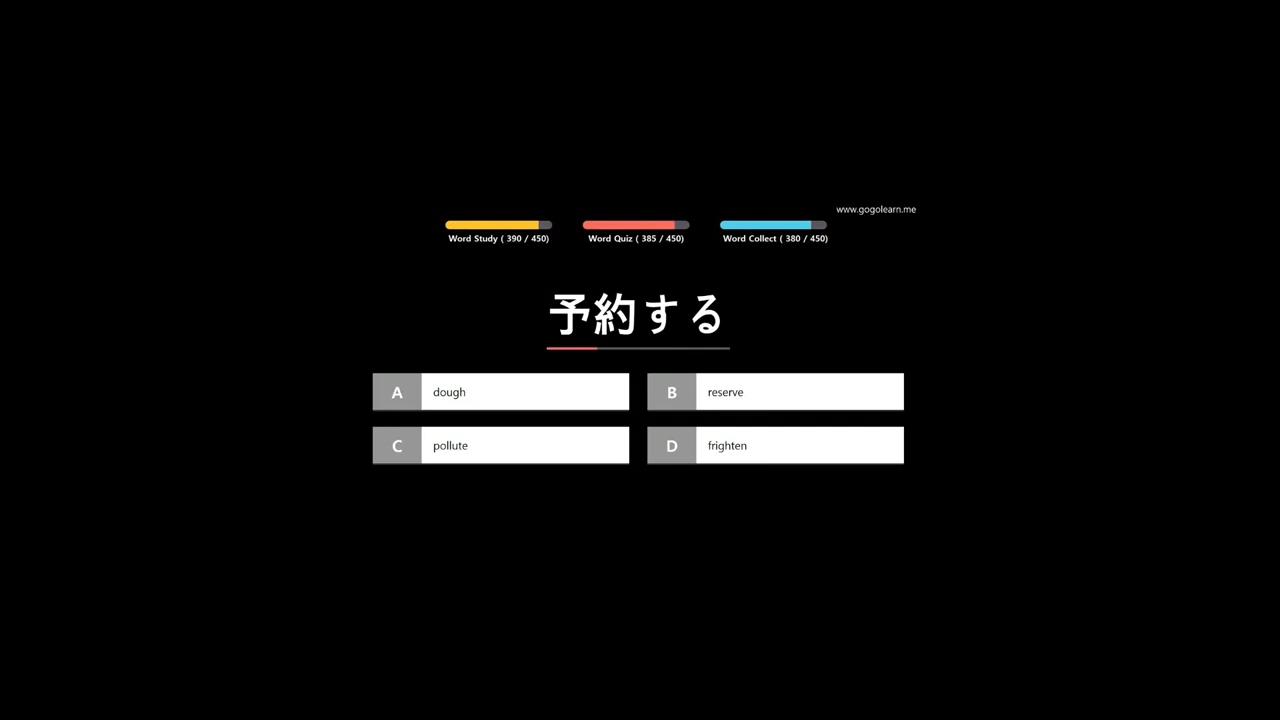 www.gogolearn.me
Word Study ( 390 / 450)
Word Quiz ( 385 / 450)
Word Collect ( 380 / 450)
予約する
A dough
B reserve
C pollute
D frighten